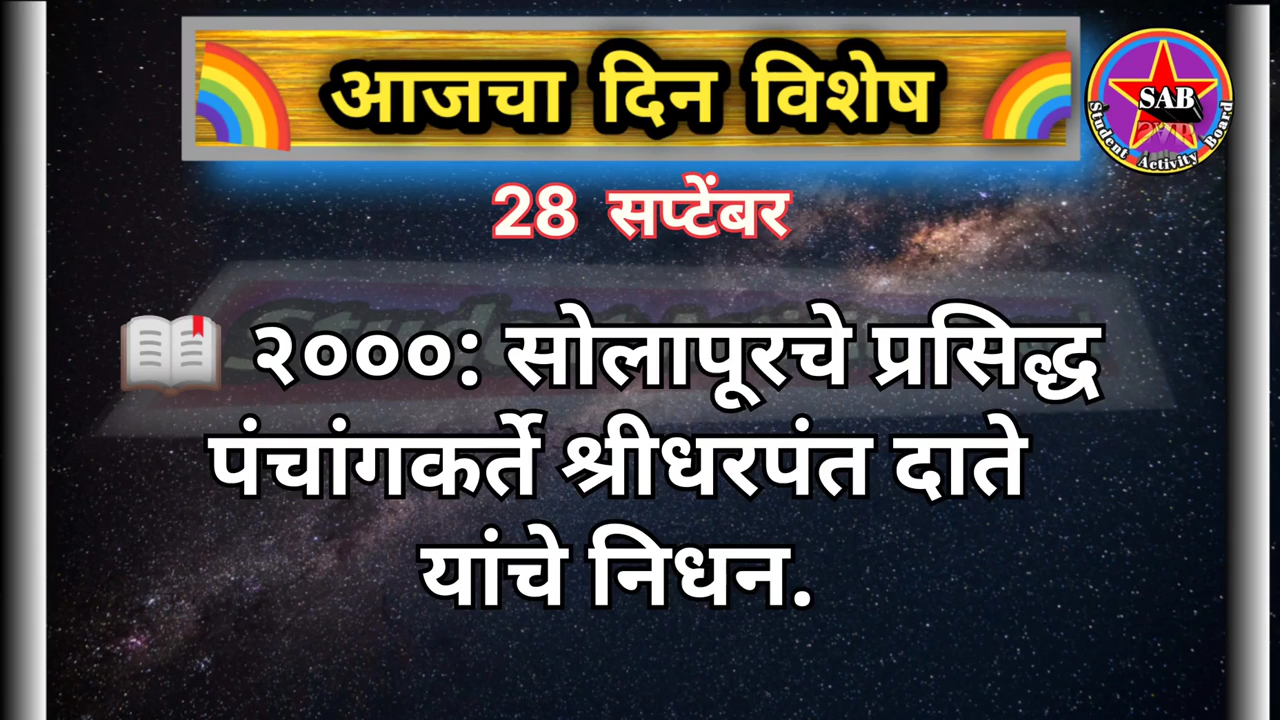 आजचा दिन विशेष
SAB
Student Activity Board
28 सप्टेंबर
२०००: सोलापूरचे प्रसिद्ध
पंचांगकर्ते श्रीधरपंत दाते
यांचे निधन.